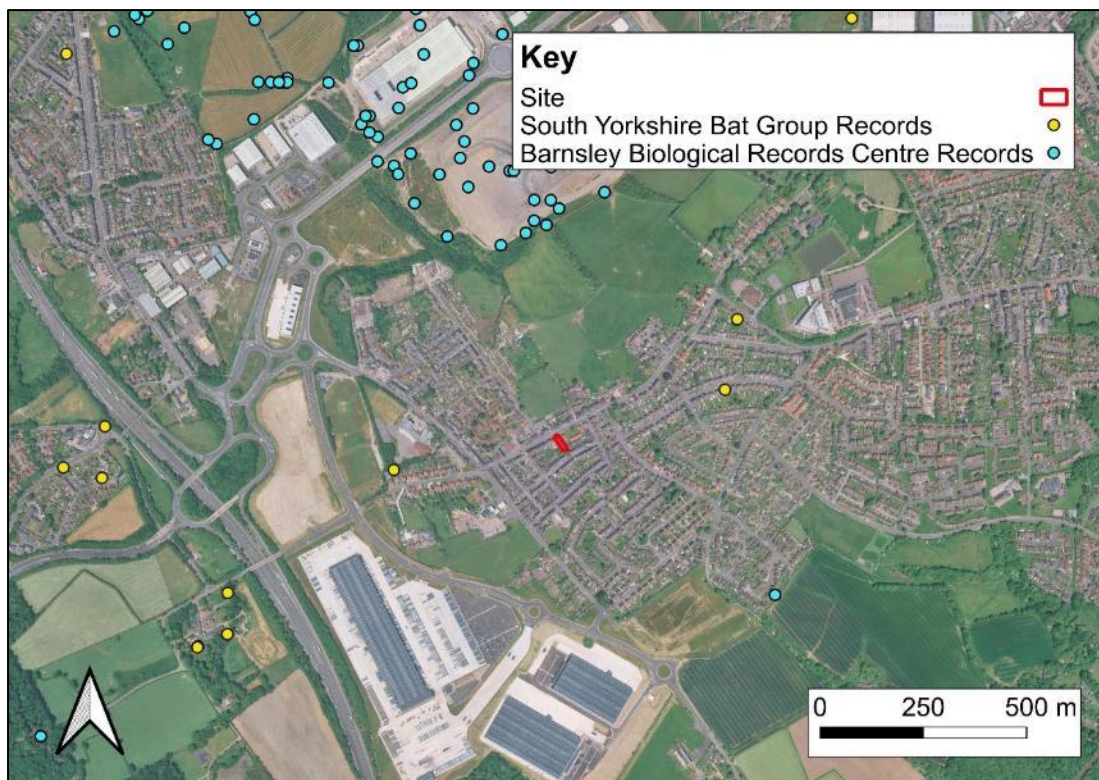 Key
Site
South Yorkshire Bat Group Records
Barnsley Biological Records Centre Records
0 250 500 m